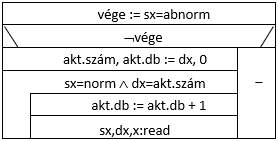 vége := sx=abnorm
¬vége
akt.szám, akt.db := dx, 0
sx=norm ∧ dx=akt.szám
–
akt.db := akt.db + 1
sx,dx,x:read